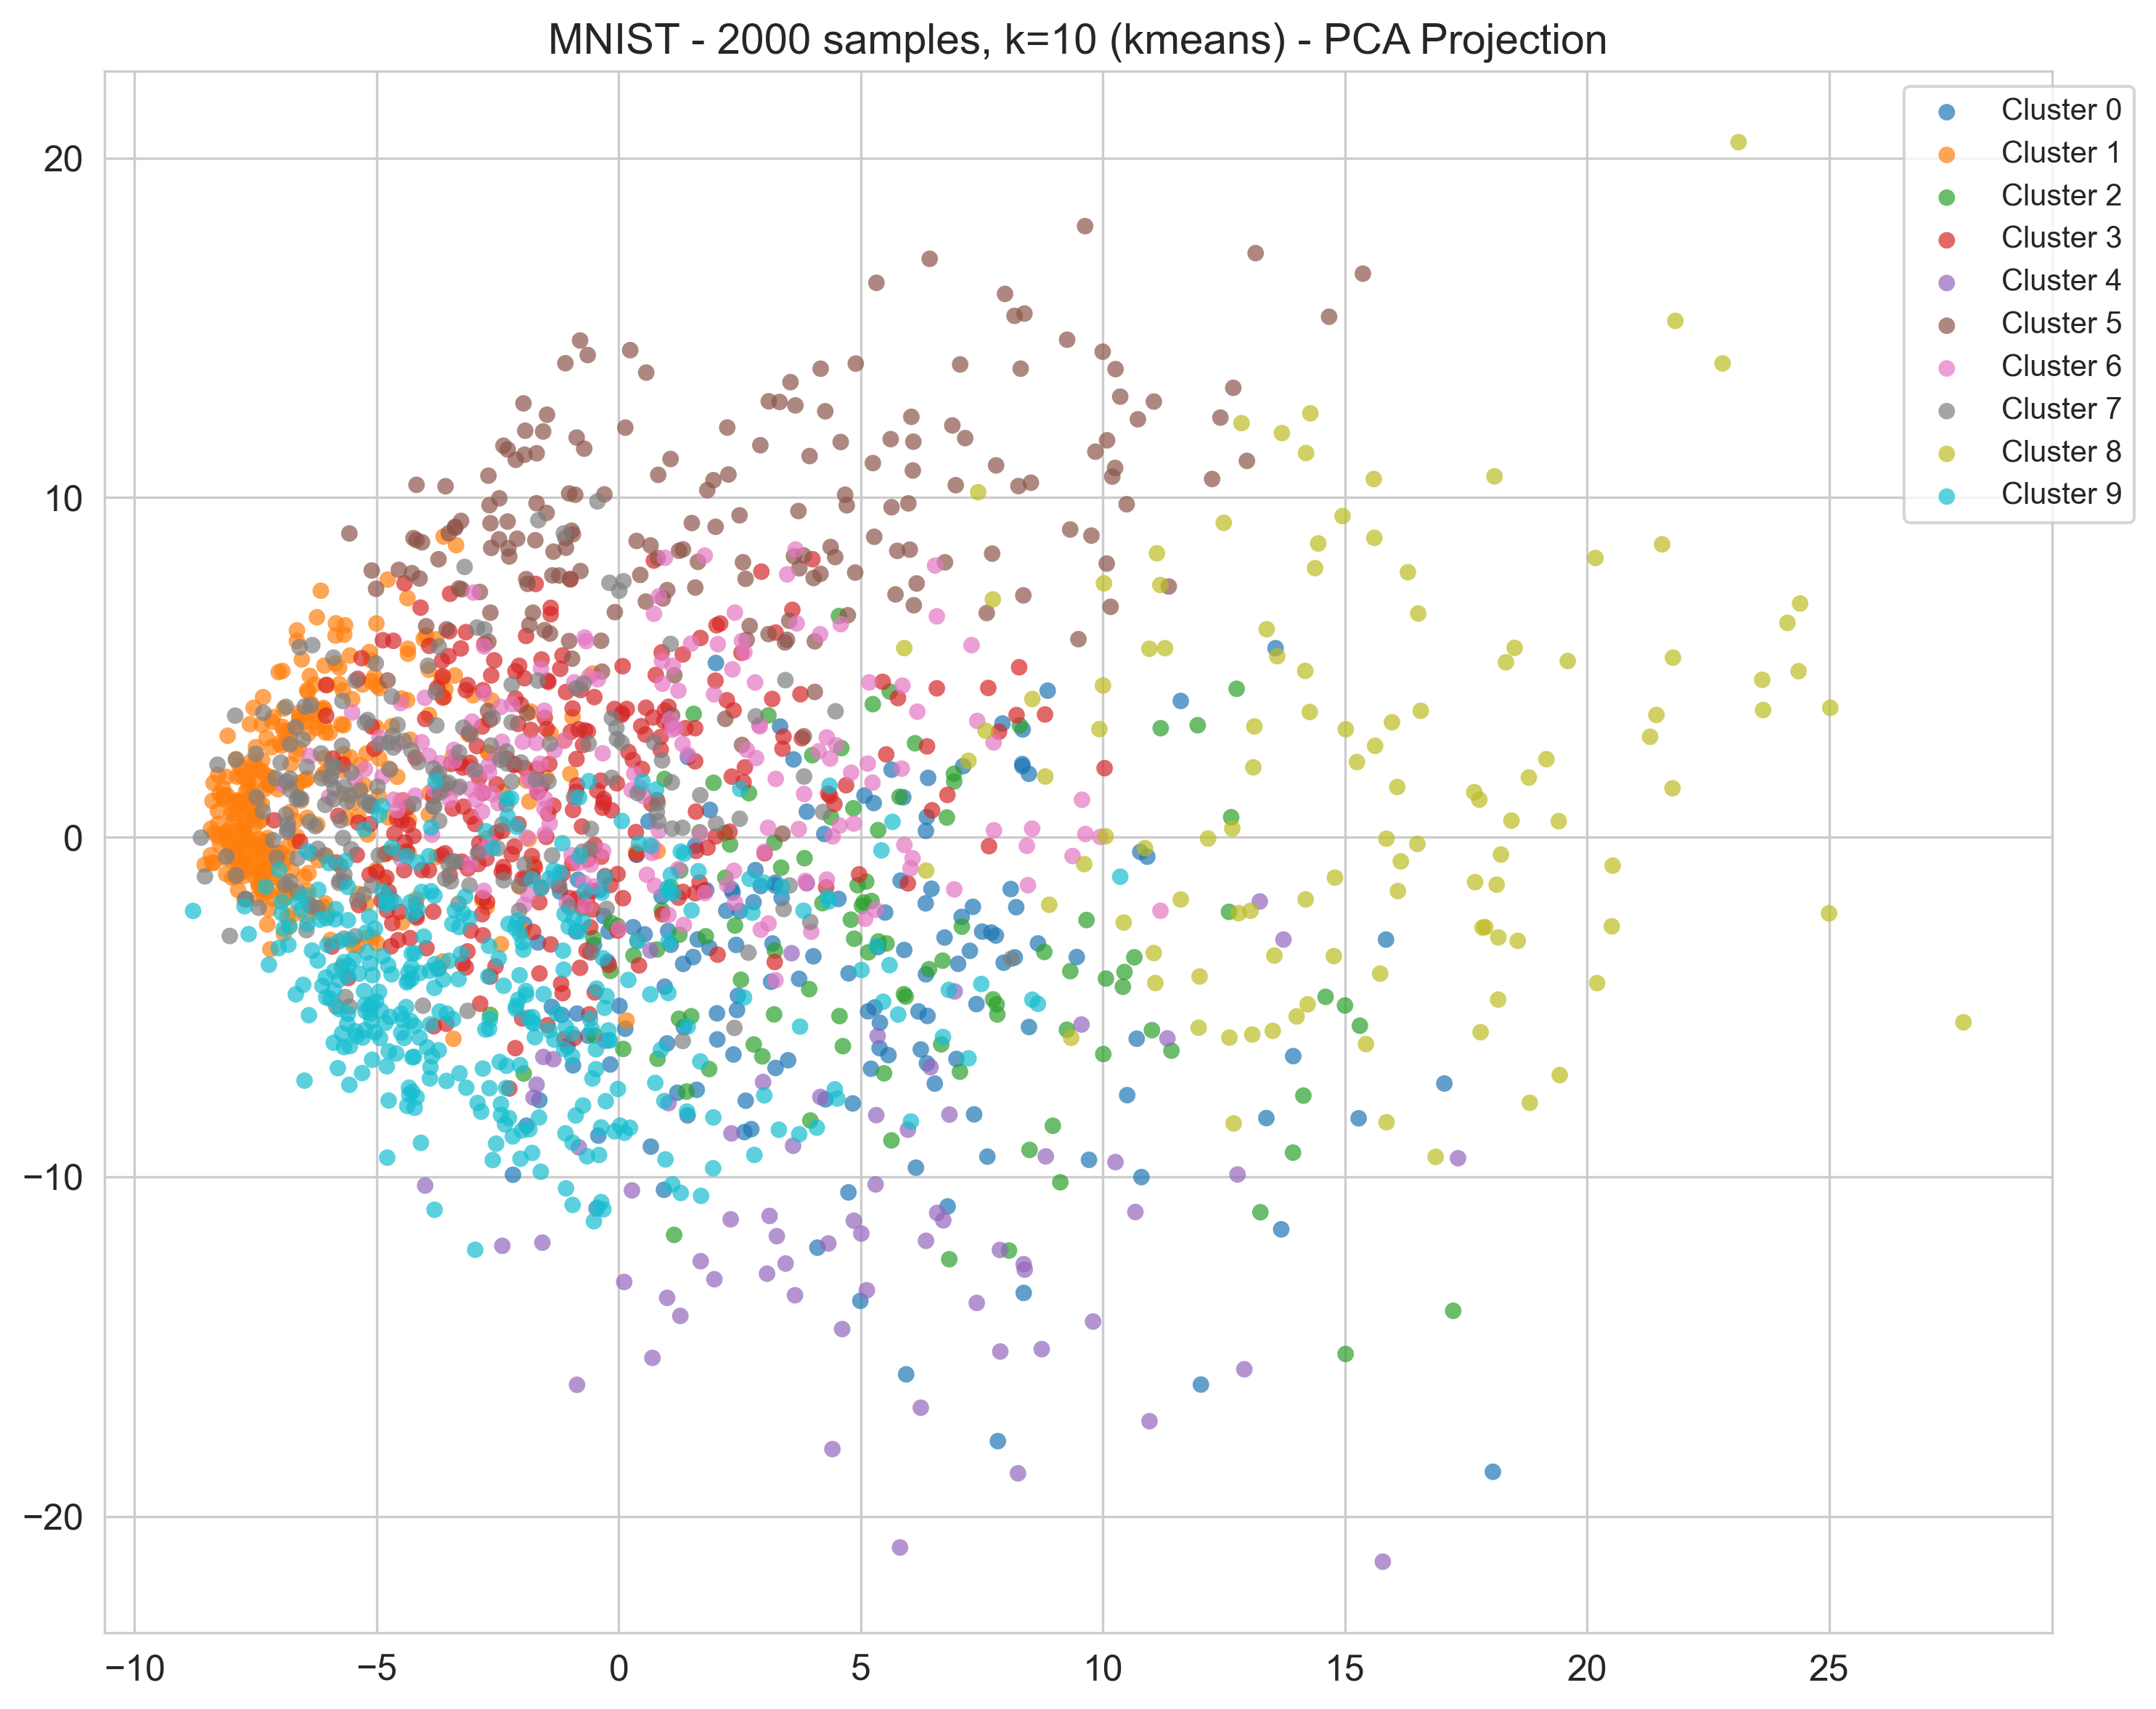 MNIST - 2000 samples, k=10 (kmeans) - PCA Projection
Cluster 0
Cluster 1
Cluster 2
Cluster 3
Cluster 4
Cluster 5
Cluster 6
Cluster 7
Cluster 8
Cluster 9
20
10
0
−10
−20
−10 −5 0 5 10 15 20 25